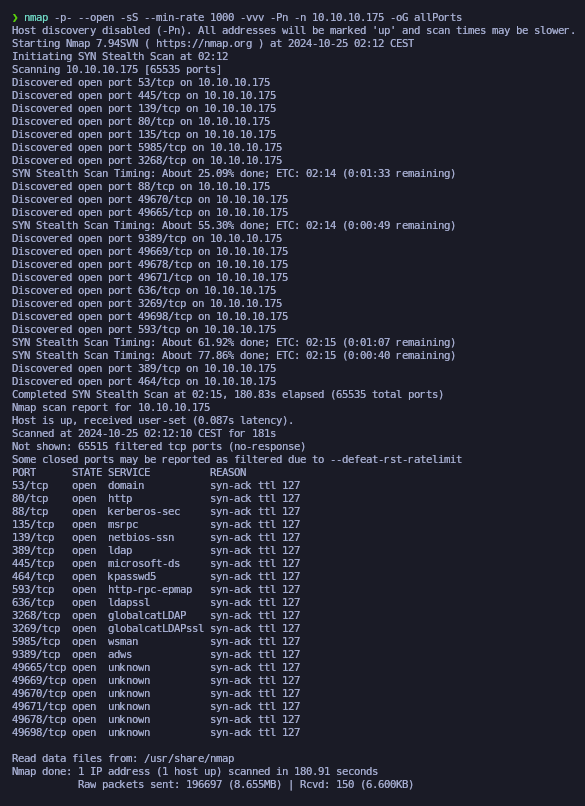 ❯ nmap -p- --open -sS --min-rate 1000 -vvv -Pn -n 10.10.10.175 -oG allPorts
Host discovery disabled (-Pn). All addresses will be marked 'up' and scan times may be slower.
Starting Nmap 7.94SVN ( https://nmap.org ) at 2024-10-25 02:12 CEST
Initiating SYN Stealth Scan at 02:12
Scanning 10.10.10.175 [65535 ports]
Discovered open port 53/tcp on 10.10.10.175
Discovered open port 445/tcp on 10.10.10.175
Discovered open port 139/tcp on 10.10.10.175
Discovered open port 80/tcp on 10.10.10.175
Discovered open port 135/tcp on 10.10.10.175
Discovered open port 5985/tcp on 10.10.10.175
Discovered open port 3268/tcp on 10.10.10.175
SYN Stealth Scan Timing: About 25.09% done; ETC: 02:14 (0:01:33 remaining)
Discovered open port 88/tcp on 10.10.10.175
Discovered open port 49670/tcp on 10.10.10.175
Discovered open port 49665/tcp on 10.10.10.175
SYN Stealth Scan Timing: About 55.30% done; ETC: 02:14 (0:00:49 remaining)
Discovered open port 9389/tcp on 10.10.10.175
Discovered open port 49669/tcp on 10.10.10.175
Discovered open port 49678/tcp on 10.10.10.175
Discovered open port 49671/tcp on 10.10.10.175
Discovered open port 636/tcp on 10.10.10.175
Discovered open port 3269/tcp on 10.10.10.175
Discovered open port 49698/tcp on 10.10.10.175
Discovered open port 593/tcp on 10.10.10.175
SYN Stealth Scan Timing: About 61.92% done; ETC: 02:15 (0:01:07 remaining)
SYN Stealth Scan Timing: About 77.86% done; ETC: 02:15 (0:00:40 remaining)
Discovered open port 389/tcp on 10.10.10.175
Discovered open port 464/tcp on 10.10.10.175
Completed SYN Stealth Scan at 02:15, 180.83s elapsed (65535 total ports)
Nmap scan report for 10.10.10.175
Host is up, received user-set (0.087s latency).
Scanned at 2024-10-25 02:12:10 CEST for 181s
Not shown: 65515 filtered tcp ports (no-response)
Some closed ports may be reported as filtered due to --defeat-rst-ratelimit
PORT      STATE SERVICE          REASON
53/tcp    open  domain           syn-ack ttl 127
80/tcp    open  http             syn-ack ttl 127
88/tcp    open  kerberos-sec     syn-ack ttl 127
135/tcp   open  msrpc            syn-ack ttl 127
139/tcp   open  netbios-ssn      syn-ack ttl 127
389/tcp   open  ldap             syn-ack ttl 127
445/tcp   open  microsoft-ds     syn-ack ttl 127
464/tcp   open  kpasswd5         syn-ack ttl 127
593/tcp   open  http-rpc-epmap   syn-ack ttl 127
636/tcp   open  ldapssl          syn-ack ttl 127
3268/tcp  open  globalcatLDAP    syn-ack ttl 127
3269/tcp  open  globalcatLDAPssl syn-ack ttl 127
5985/tcp  open  wsman            syn-ack ttl 127
9389/tcp  open  adws             syn-ack ttl 127
49665/tcp open  unknown          syn-ack ttl 127
49669/tcp open  unknown          syn-ack ttl 127
49670/tcp open  unknown          syn-ack ttl 127
49671/tcp open  unknown          syn-ack ttl 127
49678/tcp open  unknown          syn-ack ttl 127
49698/tcp open  unknown          syn-ack ttl 127

Read data files from: /usr/share/nmap
Nmap done: 1 IP address (1 host up) scanned in 180.91 seconds
           Raw packets sent: 196697 (8.655MB) | Rcvd: 150 (6.600KB)